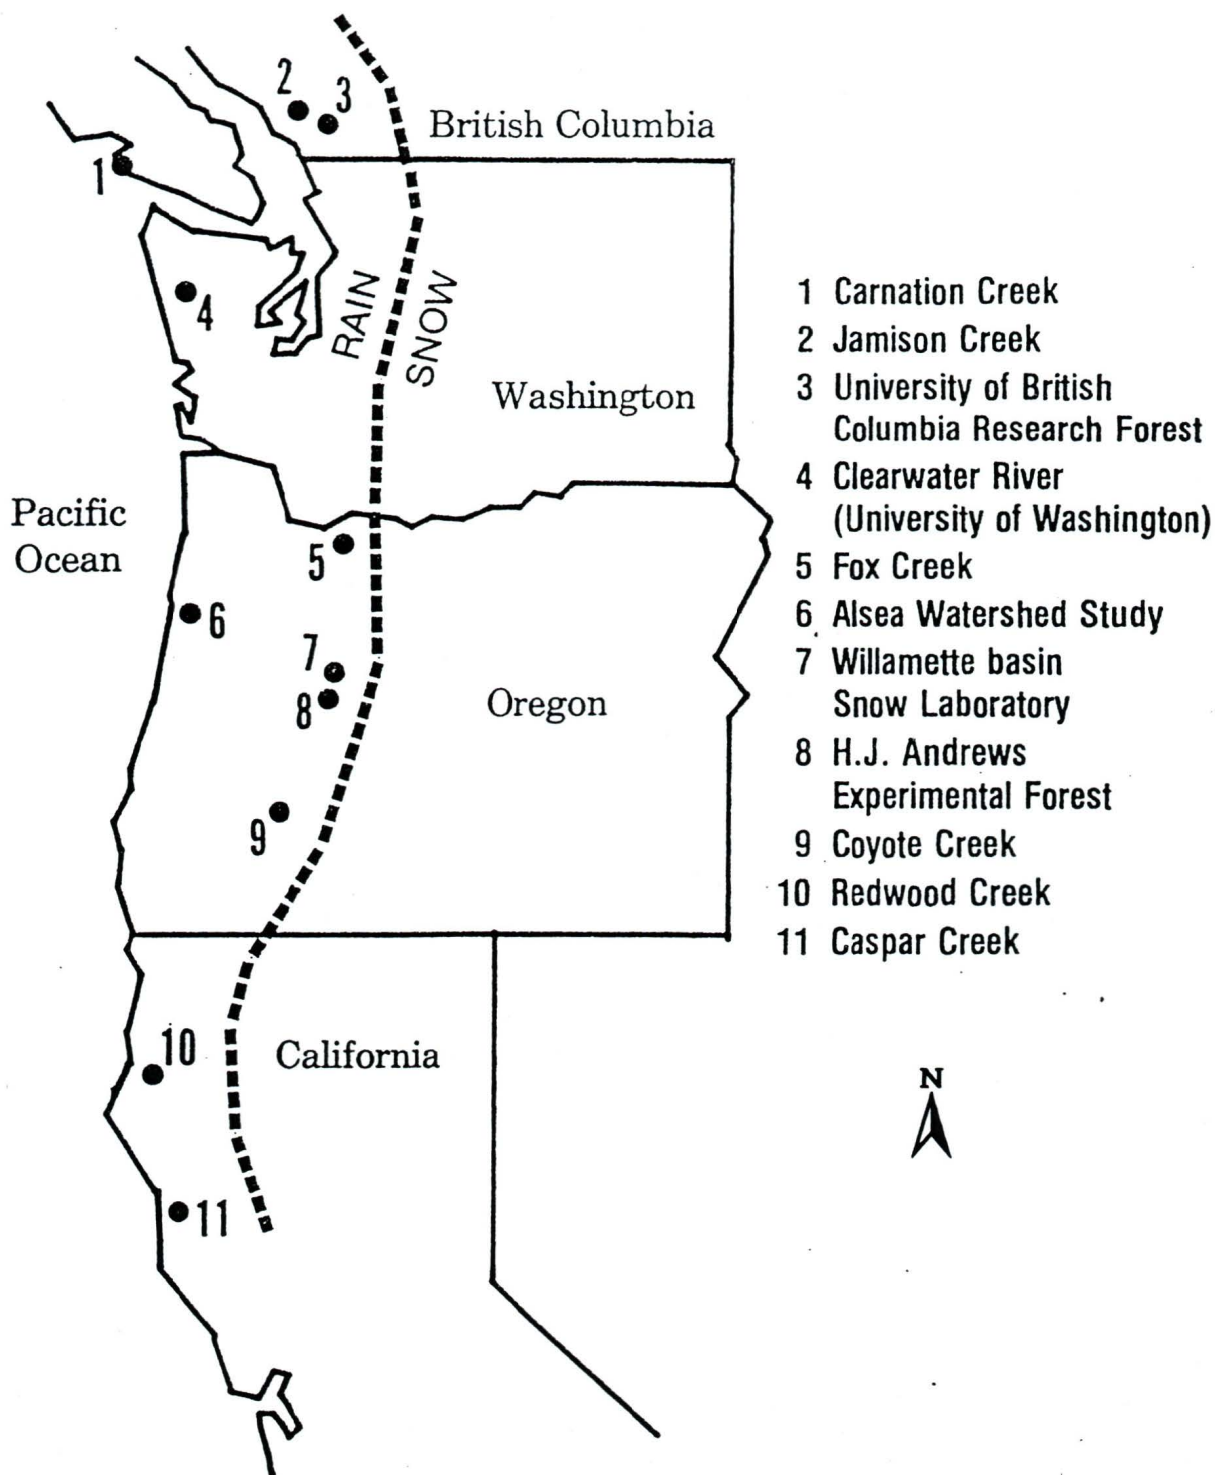 2
3
British Columbia
1
4
RAIN
SNOW
Washington
Pacific
Ocean
5
6
7
8
Oregon
9
10
California
11
1 Carnation Creek
2 Jamison Creek
3 University of British
Columbia Research Forest
4 Clearwater River
(University of Washington)
5 Fox Creek
6 Alsea Watershed Study
7 Willamette basin
Snow Laboratory
8 H.J. Andrews
Experimental Forest
9 Coyote Creek
10 Redwood Creek
11 Caspar Creek
N